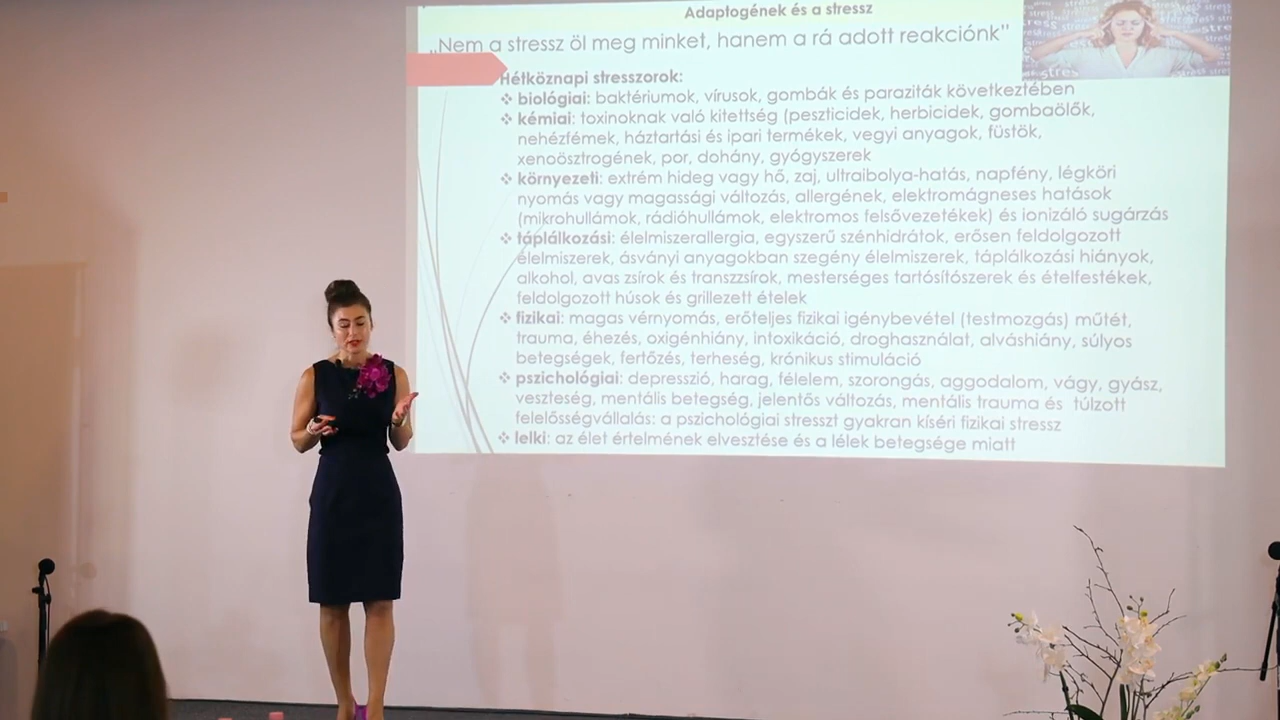 Adaptogének és a stressz
„Nem a stressz öl meg minket, hanem a rá adott reakciónk"
Hétköznapi stresszorok:
❖ biológiai: baktériumok, vírusok, gombák és paraziták következtében
❖ kémiai: toxinoknak való kitettség (peszticidek, herbicidek, gombaölők,
nehézfémek, háztartási és ipari termékek, vegyi anyagok, füstök,
xenoösztrogének, por, dohány, gyógyszerek
❖ környezeti: extrém hideg vagy hő, zaj, ultraibolya-hatás, napfény, légköri
nyomás vagy magassági változás, allergének, elektromágneses hatások
(mikrohullámok, rádióhullámok, elektromos felsővezetékek) és ionizáló sugárzás
❖ táplálkozási: élelmiszerallergia, egyszerű szénhidrátok, erősen feldolgozott
élelmiszerek, ásványi anyagokban szegény élelmiszerek, táplálkozási hiányok,
alkohol, avas zsírok és transzzsírok, mesterséges tartósítószerek és ételfestékek,
feldolgozott húsok és grillezett ételek
❖ fizikai: magas vérnyomás, erőteljes fizikai igénybevétel (testmozgás) műtét,
trauma, éhezés, oxigénhiány, intoxikáció, droghasználat, alváshiány, súlyos
betegségek, fertőzés, terheség, krónikus stimuláció
❖ pszichológiai: depresszió, harag, félelem, szorongás, aggodalom, vágy, gyász,
veszteség, mentális betegség, jelentős változás, mentális trauma és túlzott
felelősségvállalás: a pszichológiai stresszt gyakran kíséri fizikai stressz
❖ lelki: az élet értelmének elvesztése és a lélek betegsége miatt
stress
stress
stress